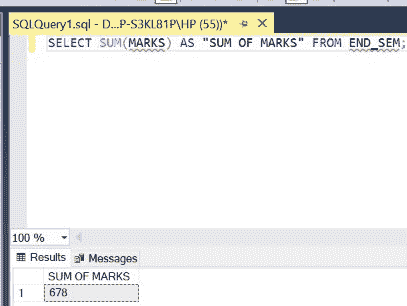 SQLQuery1.sql - D...P-S3KL81P\HP (55))*
SELECT SUM(MARKS) AS "SUM OF MARKS" FROM END_SEM;
100 %
Results Messages
SUM OF MARKS
1 678